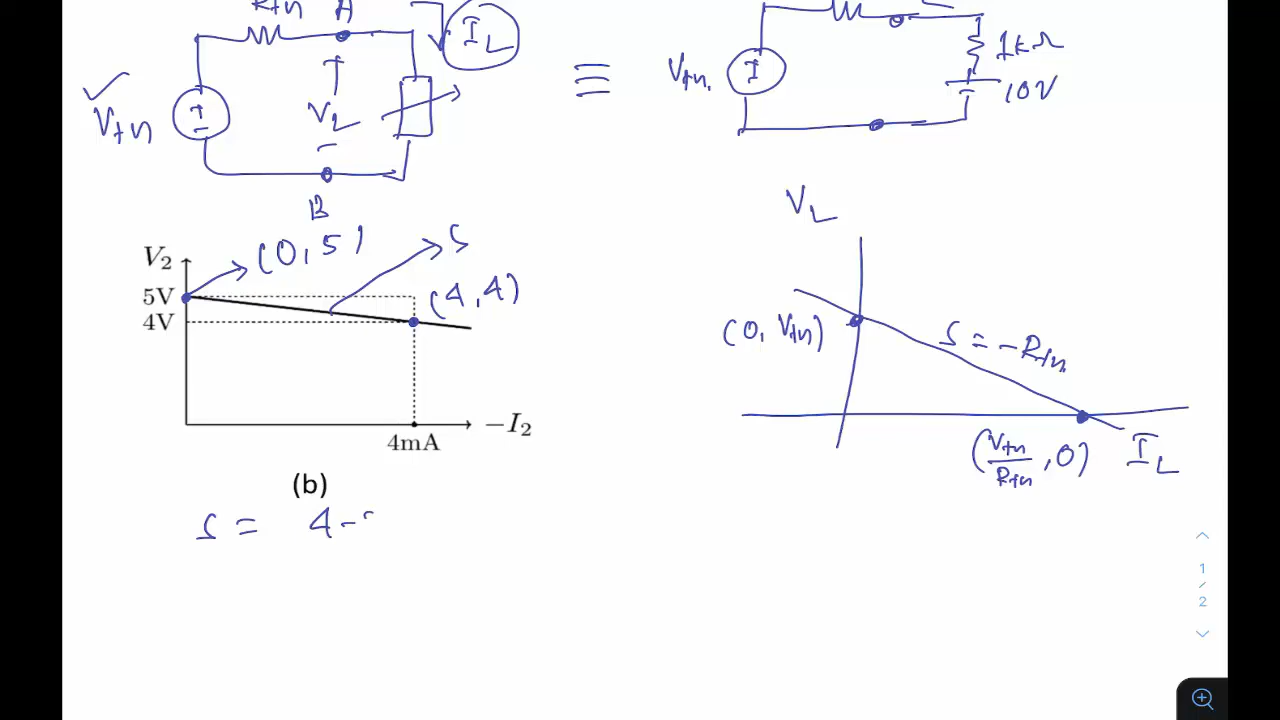 Rth A
IL
Vth
VL
B
≡
Vth
1kΩ
10V
V2
5V
4V
(0, 5)
S
(4, 4)
4mA
−I2
(b)
S = 4-
VL
(0, Vth)
S = -Rth
(Vth/Rth, 0)
IL
1
/
2